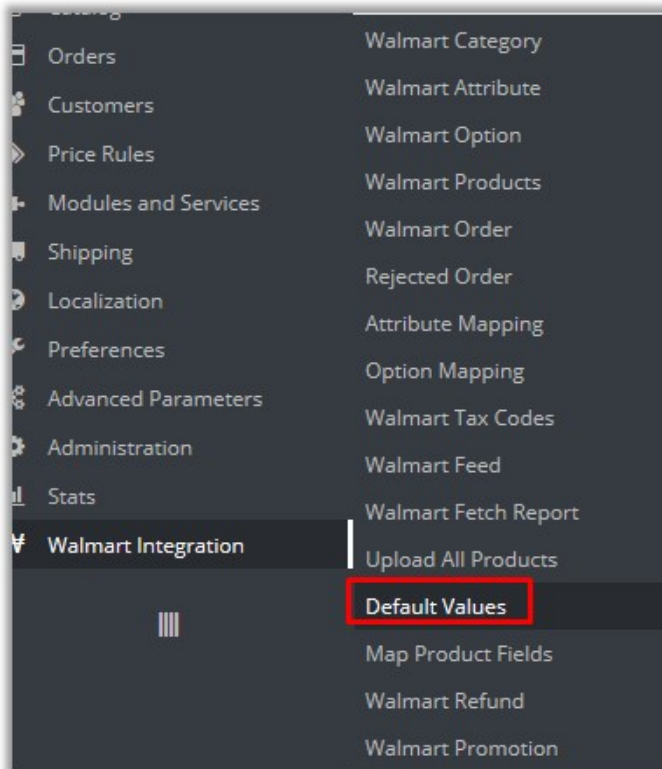 Catalog
Orders
Customers
Price Rules
Modules and Services
Shipping
Localization
Preferences
Advanced Parameters
Administration
Stats
Walmart Integration
Walmart Category
Walmart Attribute
Walmart Option
Walmart Products
Walmart Order
Rejected Order
Attribute Mapping
Option Mapping
Walmart Tax Codes
Walmart Feed
Walmart Fetch Report
Upload All Products
Default Values
Map Product Fields
Walmart Refund
Walmart Promotion